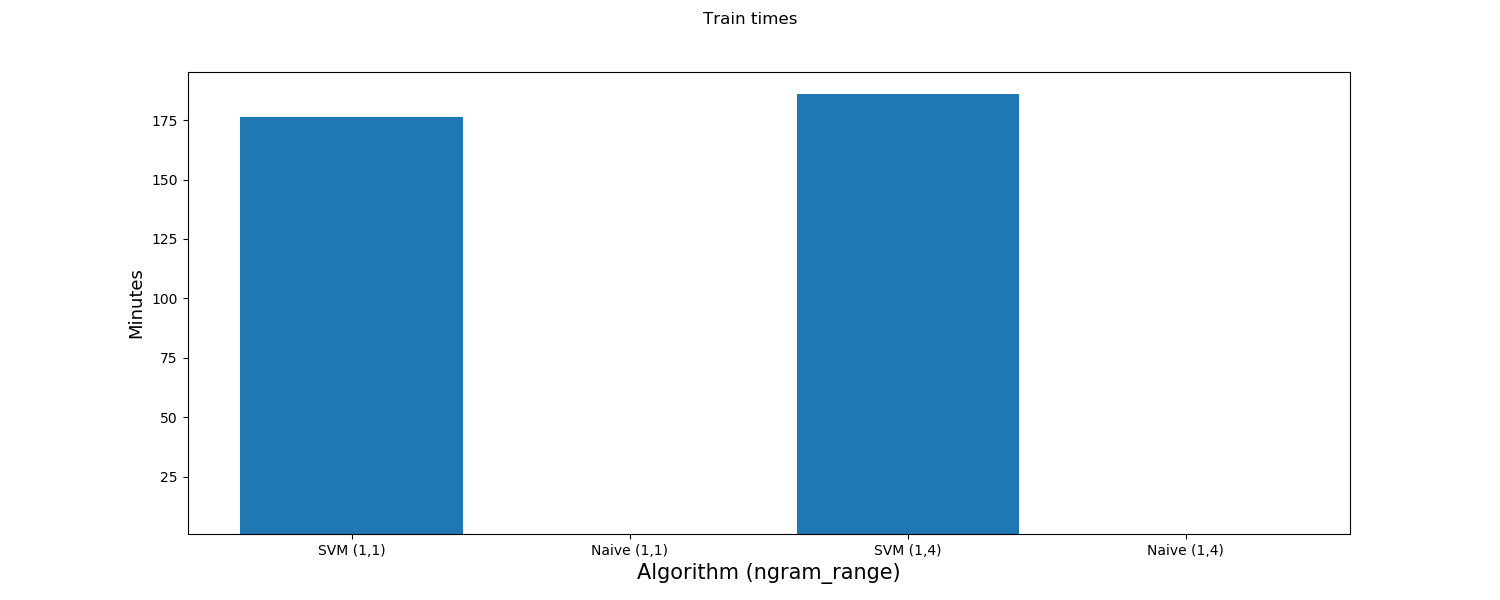 Train times
Minutes
175
150
125
100
75
50
25
SVM (1,1)
Naive (1,1)
SVM (1,4)
Naive (1,4)
Algorithm (ngram_range)